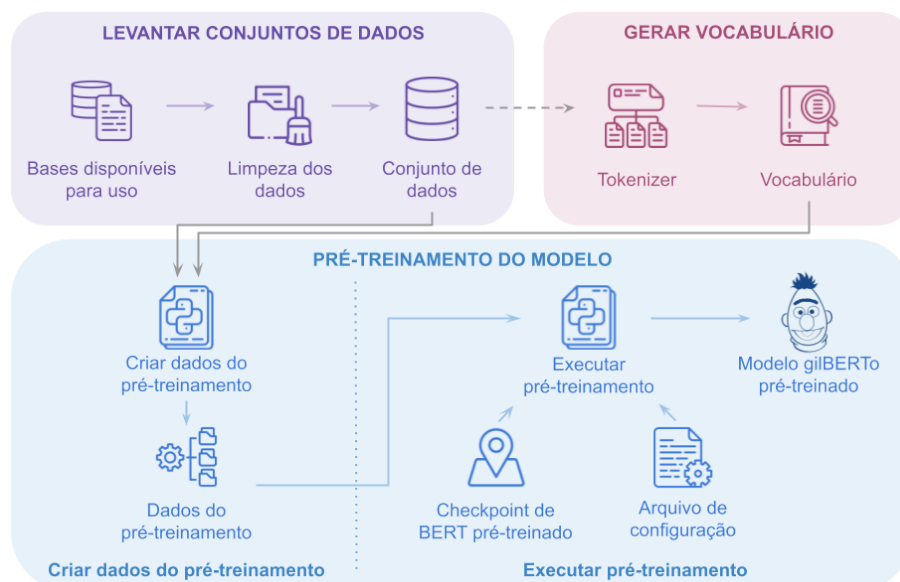 LEVANTAR CONJUNTOS DE DADOS
Bases disponíveis
para uso
Limpeza dos
dados
Conjunto de
dados
GERAR VOCABULÁRIO
Tokenizer
Vocabulário
PRÉ-TREINAMENTO DO MODELO
Criar dados do
pré-treinamento
Dados do
pré-treinamento
Criar dados do pré-treinamento
Executar
pré-treinamento
Modelo gilBERTo
pré-treinado
Checkpoint de
BERT pré-treinado
Arquivo de
configuração
Executar pré-treinamento